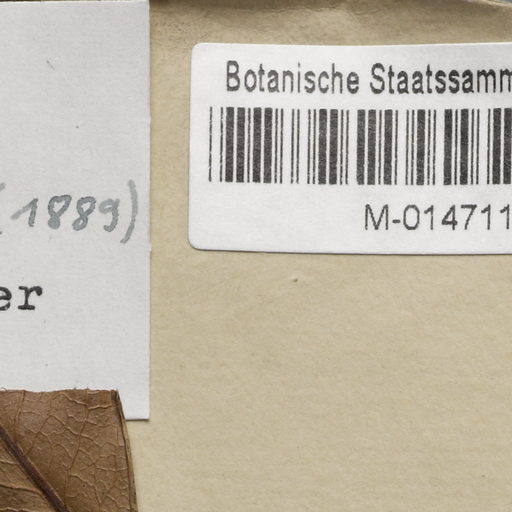 (1889)
er
Botanische Staatssamm
M-014711